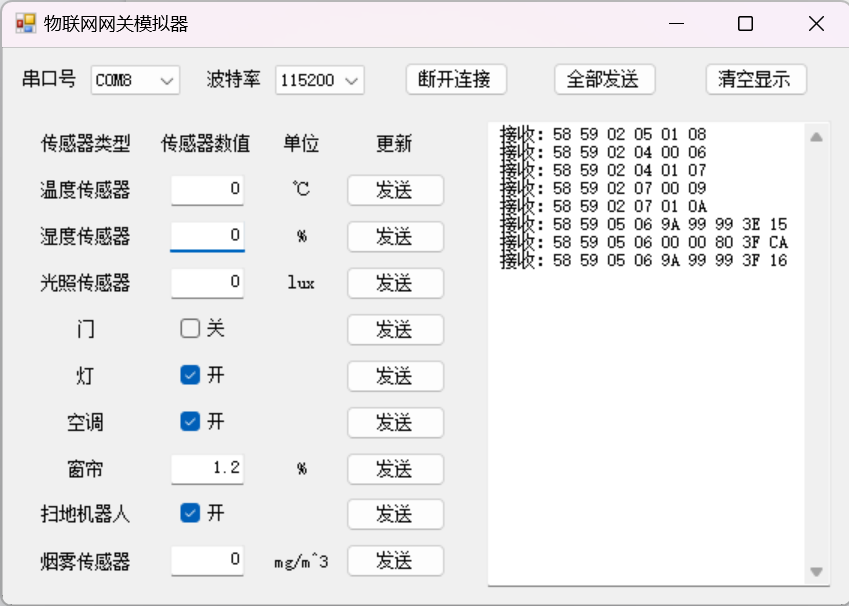 物联网网关模拟器
串口号 COM8 波特率 115200 断开连接 全部发送 清空显示
传感器类型 传感器数值 单位 更新
温度传感器 0 ℃ 发送
湿度传感器 0 % 发送
光照传感器 0 lux 发送
门 关 发送
灯 开 发送
空调 开 发送
窗帘 1.2 % 发送
扫地机器人 开 发送
烟雾传感器 0 mg/m^3 发送
接收: 58 59 02 05 01 08
接收: 58 59 02 04 00 06
接收: 58 59 02 04 01 07
接收: 58 59 02 07 00 09
接收: 58 59 02 07 01 0A
接收: 58 59 05 06 9A 99 99 3E 15
接收: 58 59 05 06 00 00 80 3F CA
接收: 58 59 05 06 9A 99 99 3F 16